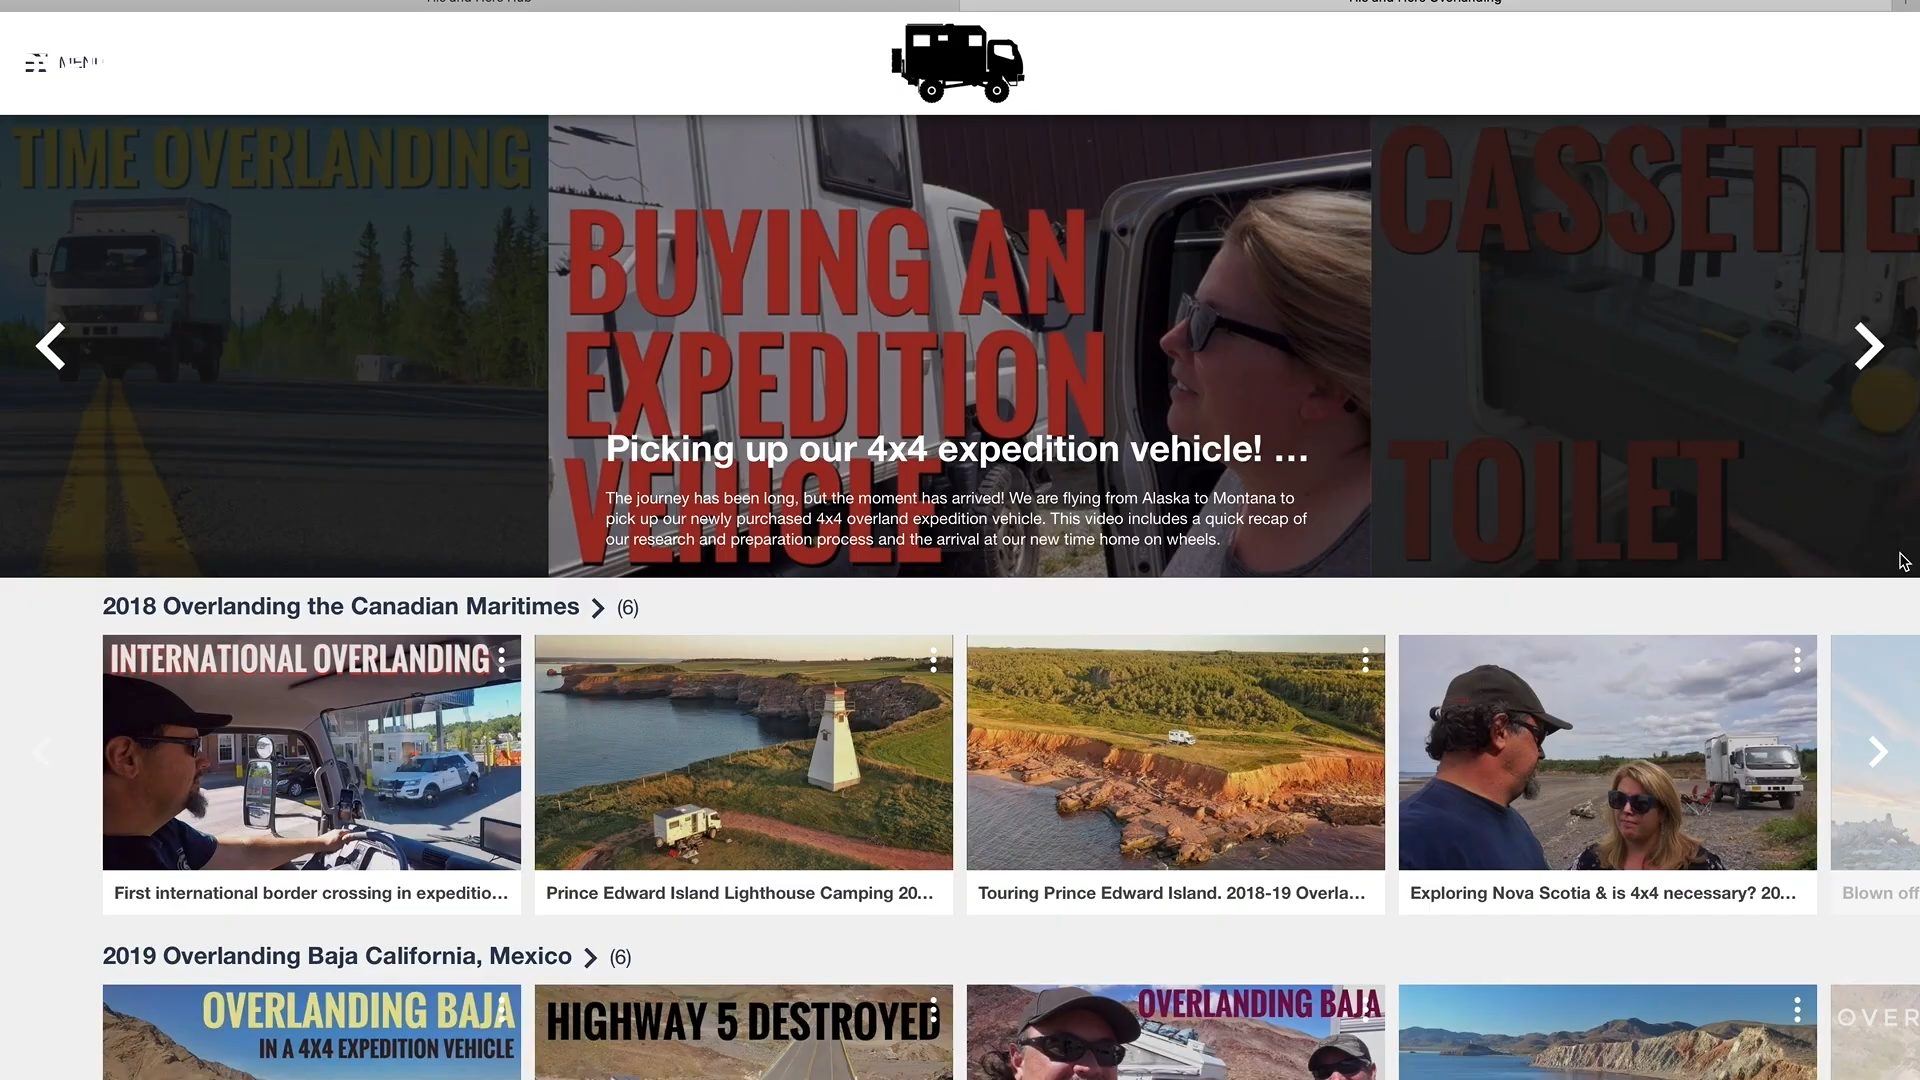 MENU
TIME OVERLANDING
BUYING AN
EXPEDITION
VEHICLE
CASSETTE
TOILET
Picking up our 4x4 expedition vehicle! ...
The journey has been long, but the moment has arrived! We are flying from Alaska to Montana to
pick up our newly purchased 4x4 overland expedition vehicle. This video includes a quick recap of
our research and preparation process and the arrival at our new time home on wheels.
2018 Overlanding the Canadian Maritimes (6)
INTERNATIONAL OVERLANDING
First international border crossing in expeditio...
Prince Edward Island Lighthouse Camping 20...
Touring Prince Edward Island. 2018-19 Overla...
Exploring Nova Scotia & is 4x4 necessary? 20...
Blown off
2019 Overlanding Baja California, Mexico (6)
OVERLANDING BAJA
IN A 4X4 EXPEDITION VEHICLE
HIGHWAY 5 DESTROYED
OVERLANDING BAJA
OVER